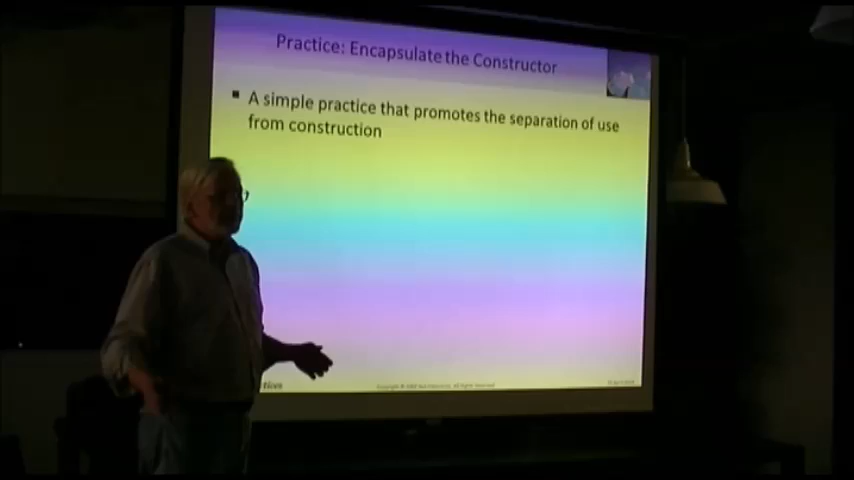 Practice: Encapsulate the Constructor
▪ A simple practice that promotes the separation of use
from construction